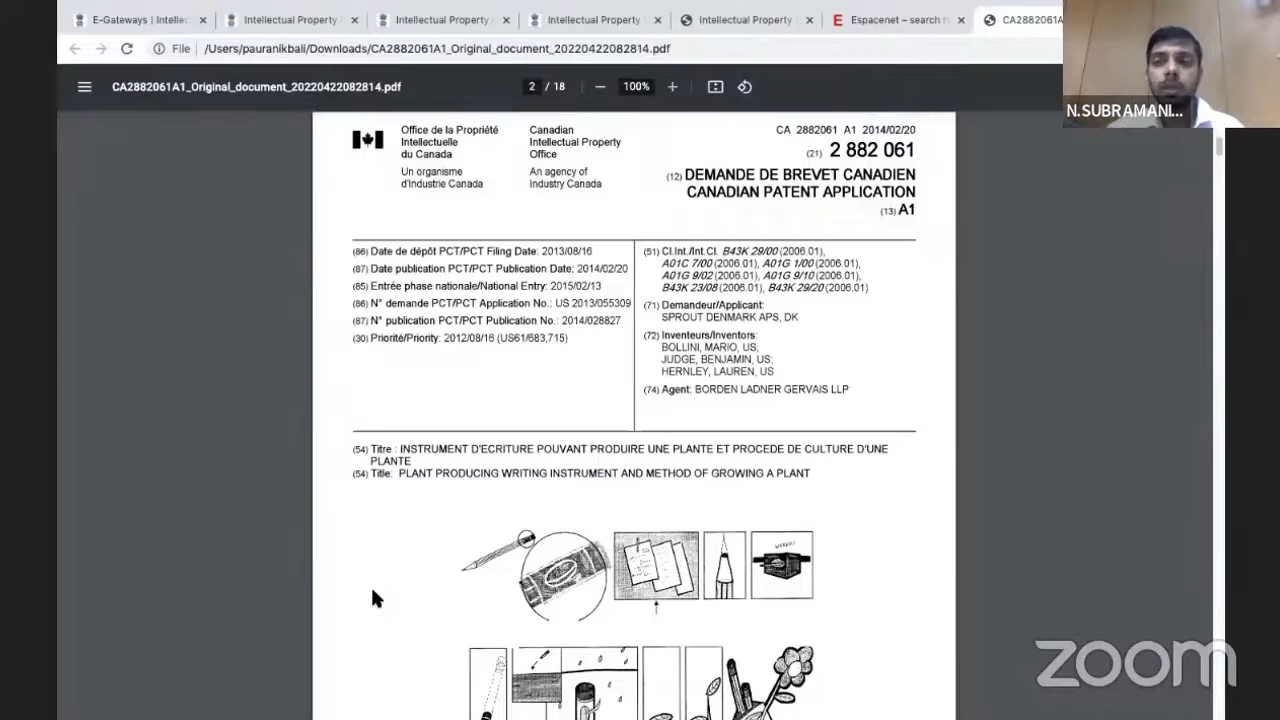 E-Gateways | Intellec
Intellectual Property
Intellectual Property
Intellectual Property
Intellectual Property
Espacenet – search r
CA2882061A1
File
/Users/pauranikbali/Downloads/CA2882061A1_Original_document_20220422082814.pdf
CA2882061A1_Original_document_20220422082814.pdf
2 / 18
100%
N.SUBRAMANI...
Office de la Propriété
Intellectuelle
du Canada
Un organisme
d'Industrie Canada
Canadian
Intellectual Property
Office
An agency of
Industry Canada
CA 2882061 A1 2014/02/20
(21) 2 882 061
(12) DEMANDE DE BREVET CANADIEN
CANADIAN PATENT APPLICATION
(13) A1
(86) Date de dépôt PCT/PCT Filing Date: 2013/08/16
(87) Date publication PCT/PCT Publication Date: 2014/02/20
(85) Entrée phase nationale/National Entry: 2015/02/13
(86) N° demande PCT/PCT Application No.: US 2013/055309
(87) N° publication PCT/PCT Publication No.: 2014/028827
(30) Priorité/Priority: 2012/08/16 (US61/683,715)
(51) Cl.Int./Int.Cl. B43K 29/00 (2006.01),
A01C 7/00 (2006.01), A01G 1/00 (2006.01),
A01G 9/02 (2006.01), A01G 9/10 (2006.01),
B43K 23/08 (2006.01), B43K 29/20 (2006.01)
(71) Demandeur/Applicant:
SPROUT DENMARK APS, DK
(72) Inventeurs/Inventors:
BOLLINI, MARIO, US;
JUDGE, BENJAMIN, US;
HERNLEY, LAUREN, US
(74) Agent: BORDEN LADNER GERVAIS LLP
(54) Titre : INSTRUMENT D'ECRITURE POUVANT PRODUIRE UNE PLANTE ET PROCEDE DE CULTURE D'UNE
PLANTE
(54) Title: PLANT PRODUCING WRITING INSTRUMENT AND METHOD OF GROWING A PLANT
zoom